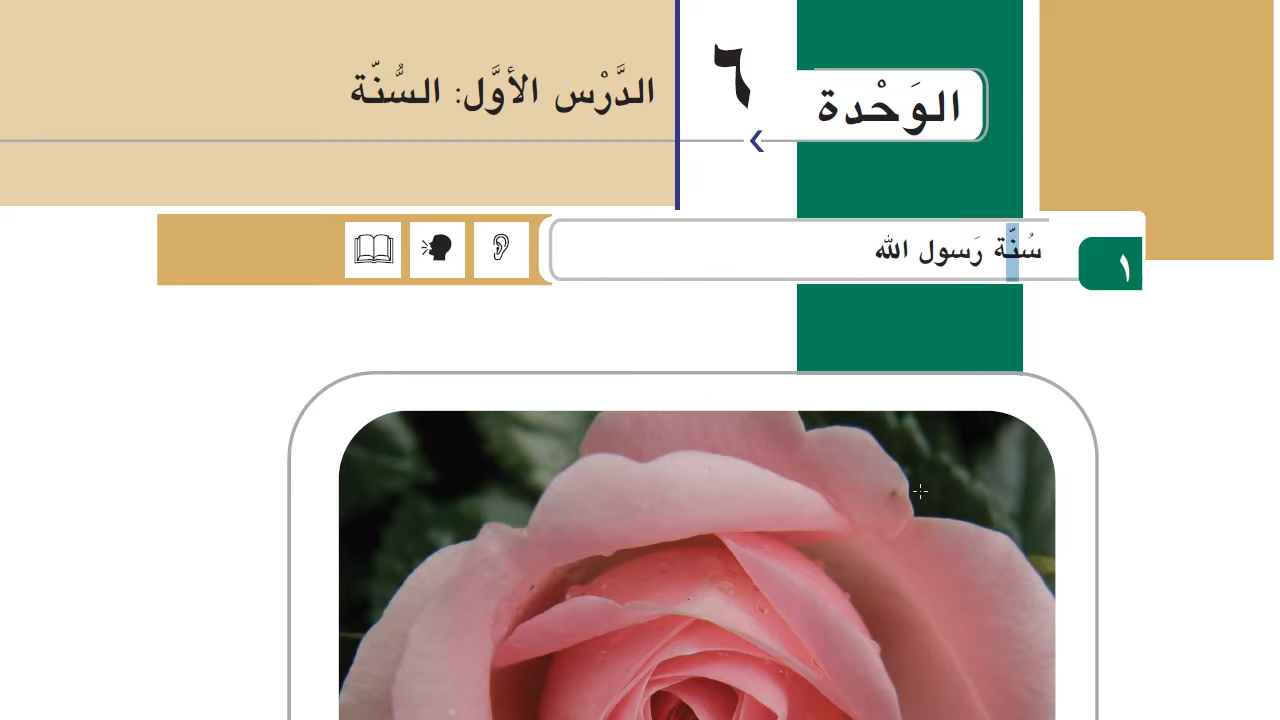 الوَحْدة ٦
الدَّرْس الأوَّل: السُّنّة
١ سُنّة رَسول الله